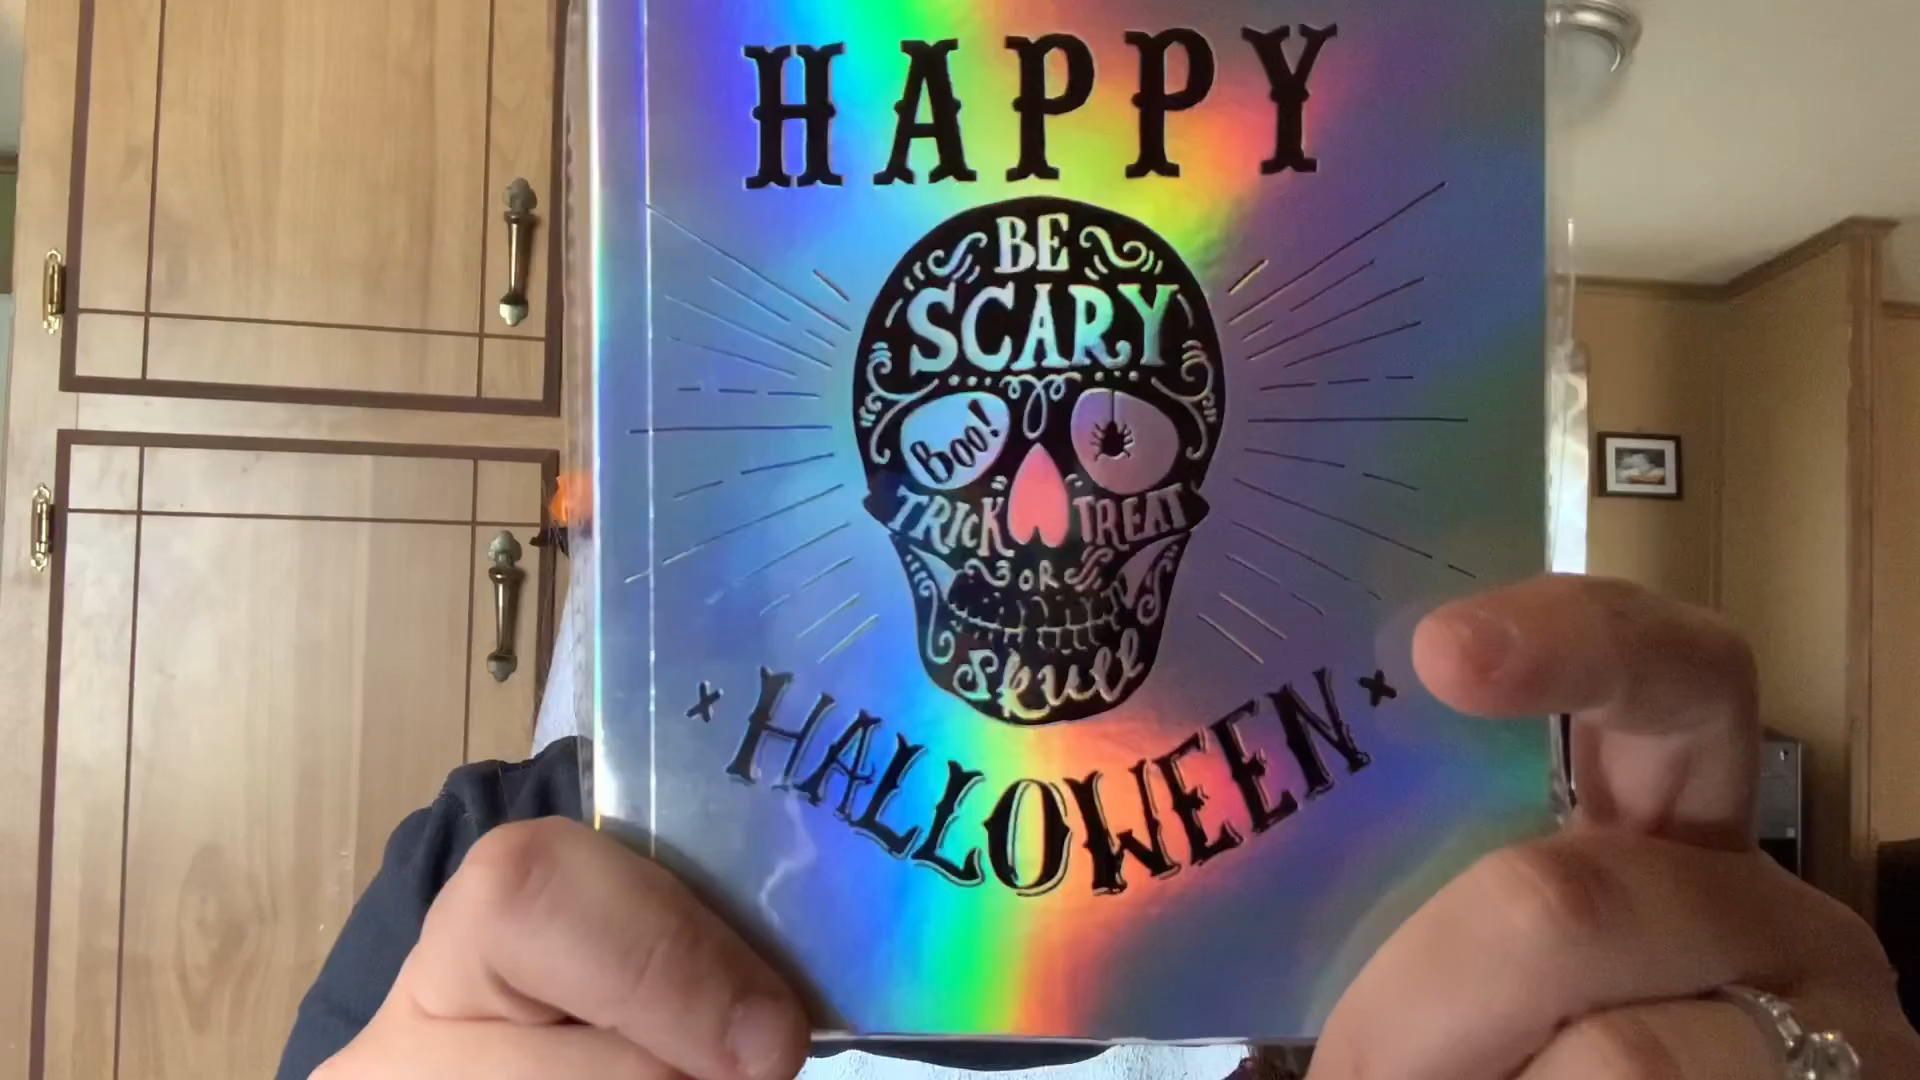 HAPPY
BE
SCARY
Boo!
TRICK TREAT
OR
Skull
HALLOWEEN